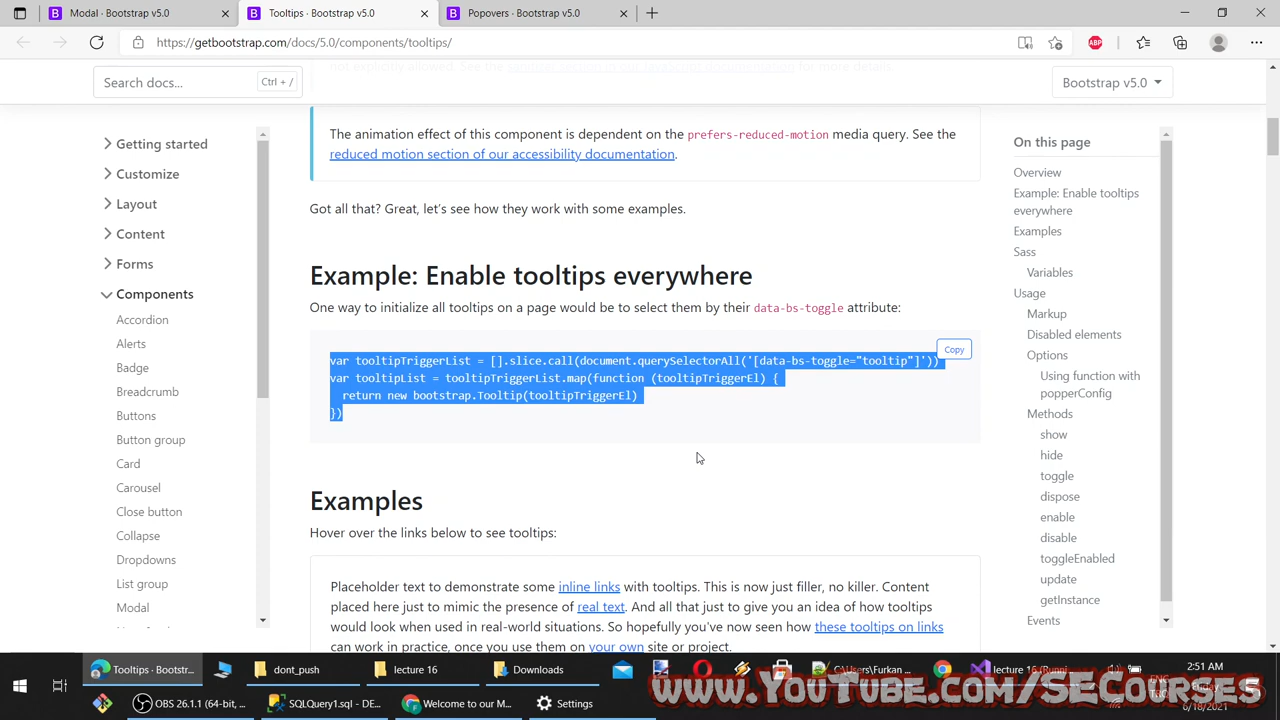 Modal · Bootstrap v5.0
Tooltips · Bootstrap v5.0
Popovers · Bootstrap v5.0
https://getbootstrap.com/docs/5.0/components/tooltips/
ABP
Search docs...
Ctrl + /
Bootstrap v5.0
Getting started
Customize
Layout
Content
Forms
Components
Accordion
Alerts
Badge
Breadcrumb
Buttons
Button group
Card
Carousel
Close button
Collapse
Dropdowns
List group
Modal
The animation effect of this component is dependent on the prefers-reduced-motion media query. See the
reduced motion section of our accessibility documentation.
Got all that? Great, let's see how they work with some examples.
Example: Enable tooltips everywhere
One way to initialize all tooltips on a page would be to select them by their data-bs-toggle attribute:
Copy
var tooltipTriggerList = [].slice.call(document.querySelectorAll('[data-bs-toggle="tooltip"]'))
var tooltipList = tooltipTriggerList.map(function (tooltipTriggerEl) {
return new bootstrap.Tooltip(tooltipTriggerEl)
})
Examples
Hover over the links below to see tooltips:
Placeholder text to demonstrate some inline links with tooltips. This is now just filler, no killer. Content
placed here just to mimic the presence of real text. And all that just to give you an idea of how tooltips
would look when used in real-world situations. So hopefully you've now seen how these tooltips on links
can work in practice, once you use them on your own site or project.
On this page
Overview
Example: Enable tooltips
everywhere
Examples
Sass
Variables
Usage
Markup
Disabled elements
Options
Using function with
popperConfig
Methods
show
hide
toggle
dispose
enable
disable
toggleEnabled
update
getInstance
Events
Tooltips · Bootstr...
dont_push
lecture 16
Downloads
C:\Users\Furkan ...
lecture 16 (Runni...
2:51 AM
Friday
6/18/2021
OBS 26.1.1 (64-bit, ...
SQLQuery1.sql - DE...
Welcome to our M...
Settings
www.YouTube.com/SECourses